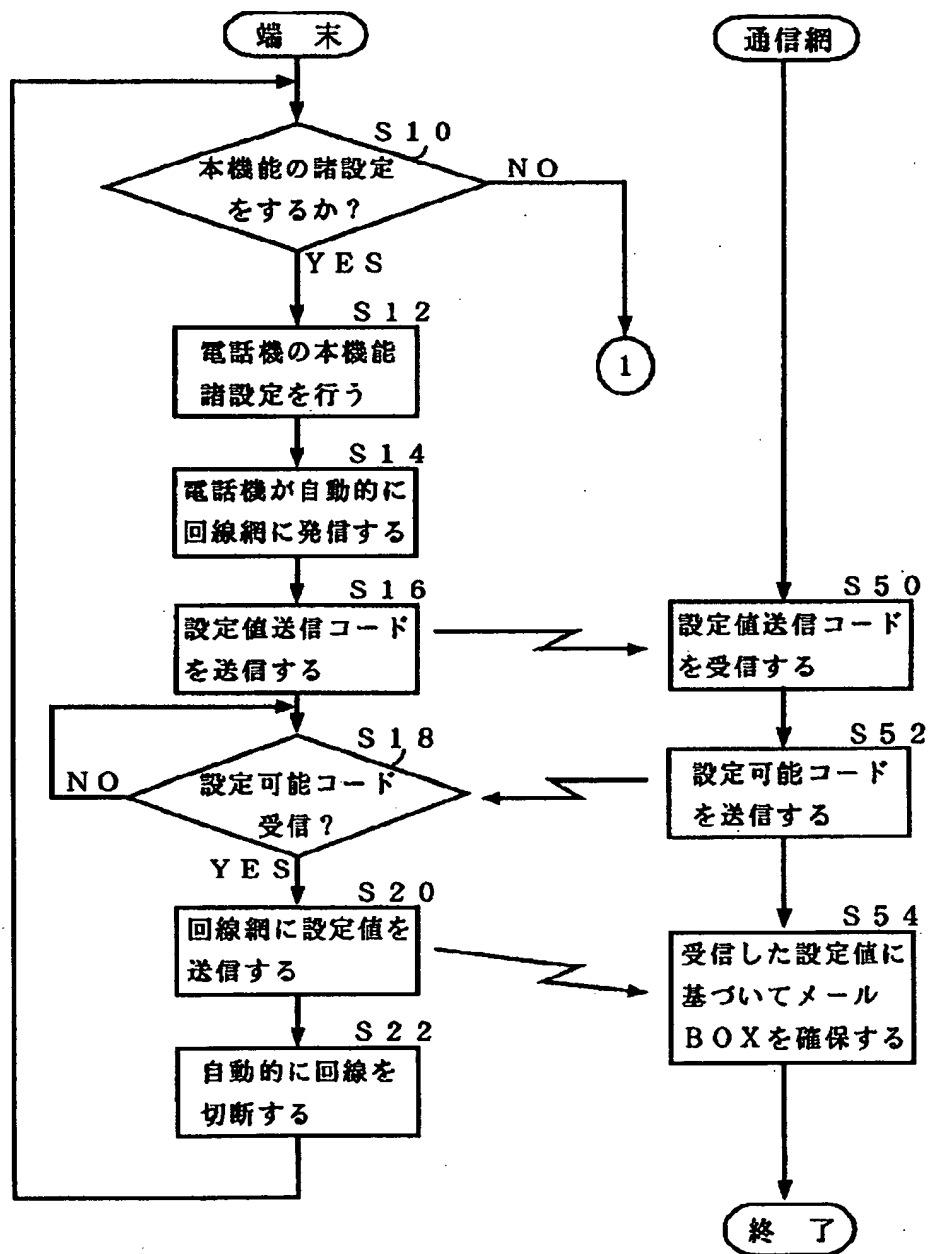 端　末
S10
本機能の諸設定
をするか？
NO
YES
S12
電話機の本機能
諸設定を行う
1
S14
電話機が自動的に
回線網に発信する
S16
設定値送信コード
を送信する
S18
設定可能コード
受信？
NO
YES
S20
回線網に設定値を
送信する
S22
自動的に回線を
切断する
通信網
S50
設定値送信コード
を受信する
S52
設定可能コード
を送信する
S54
受信した設定値に
基づいてメール
BOXを確保する
終　了